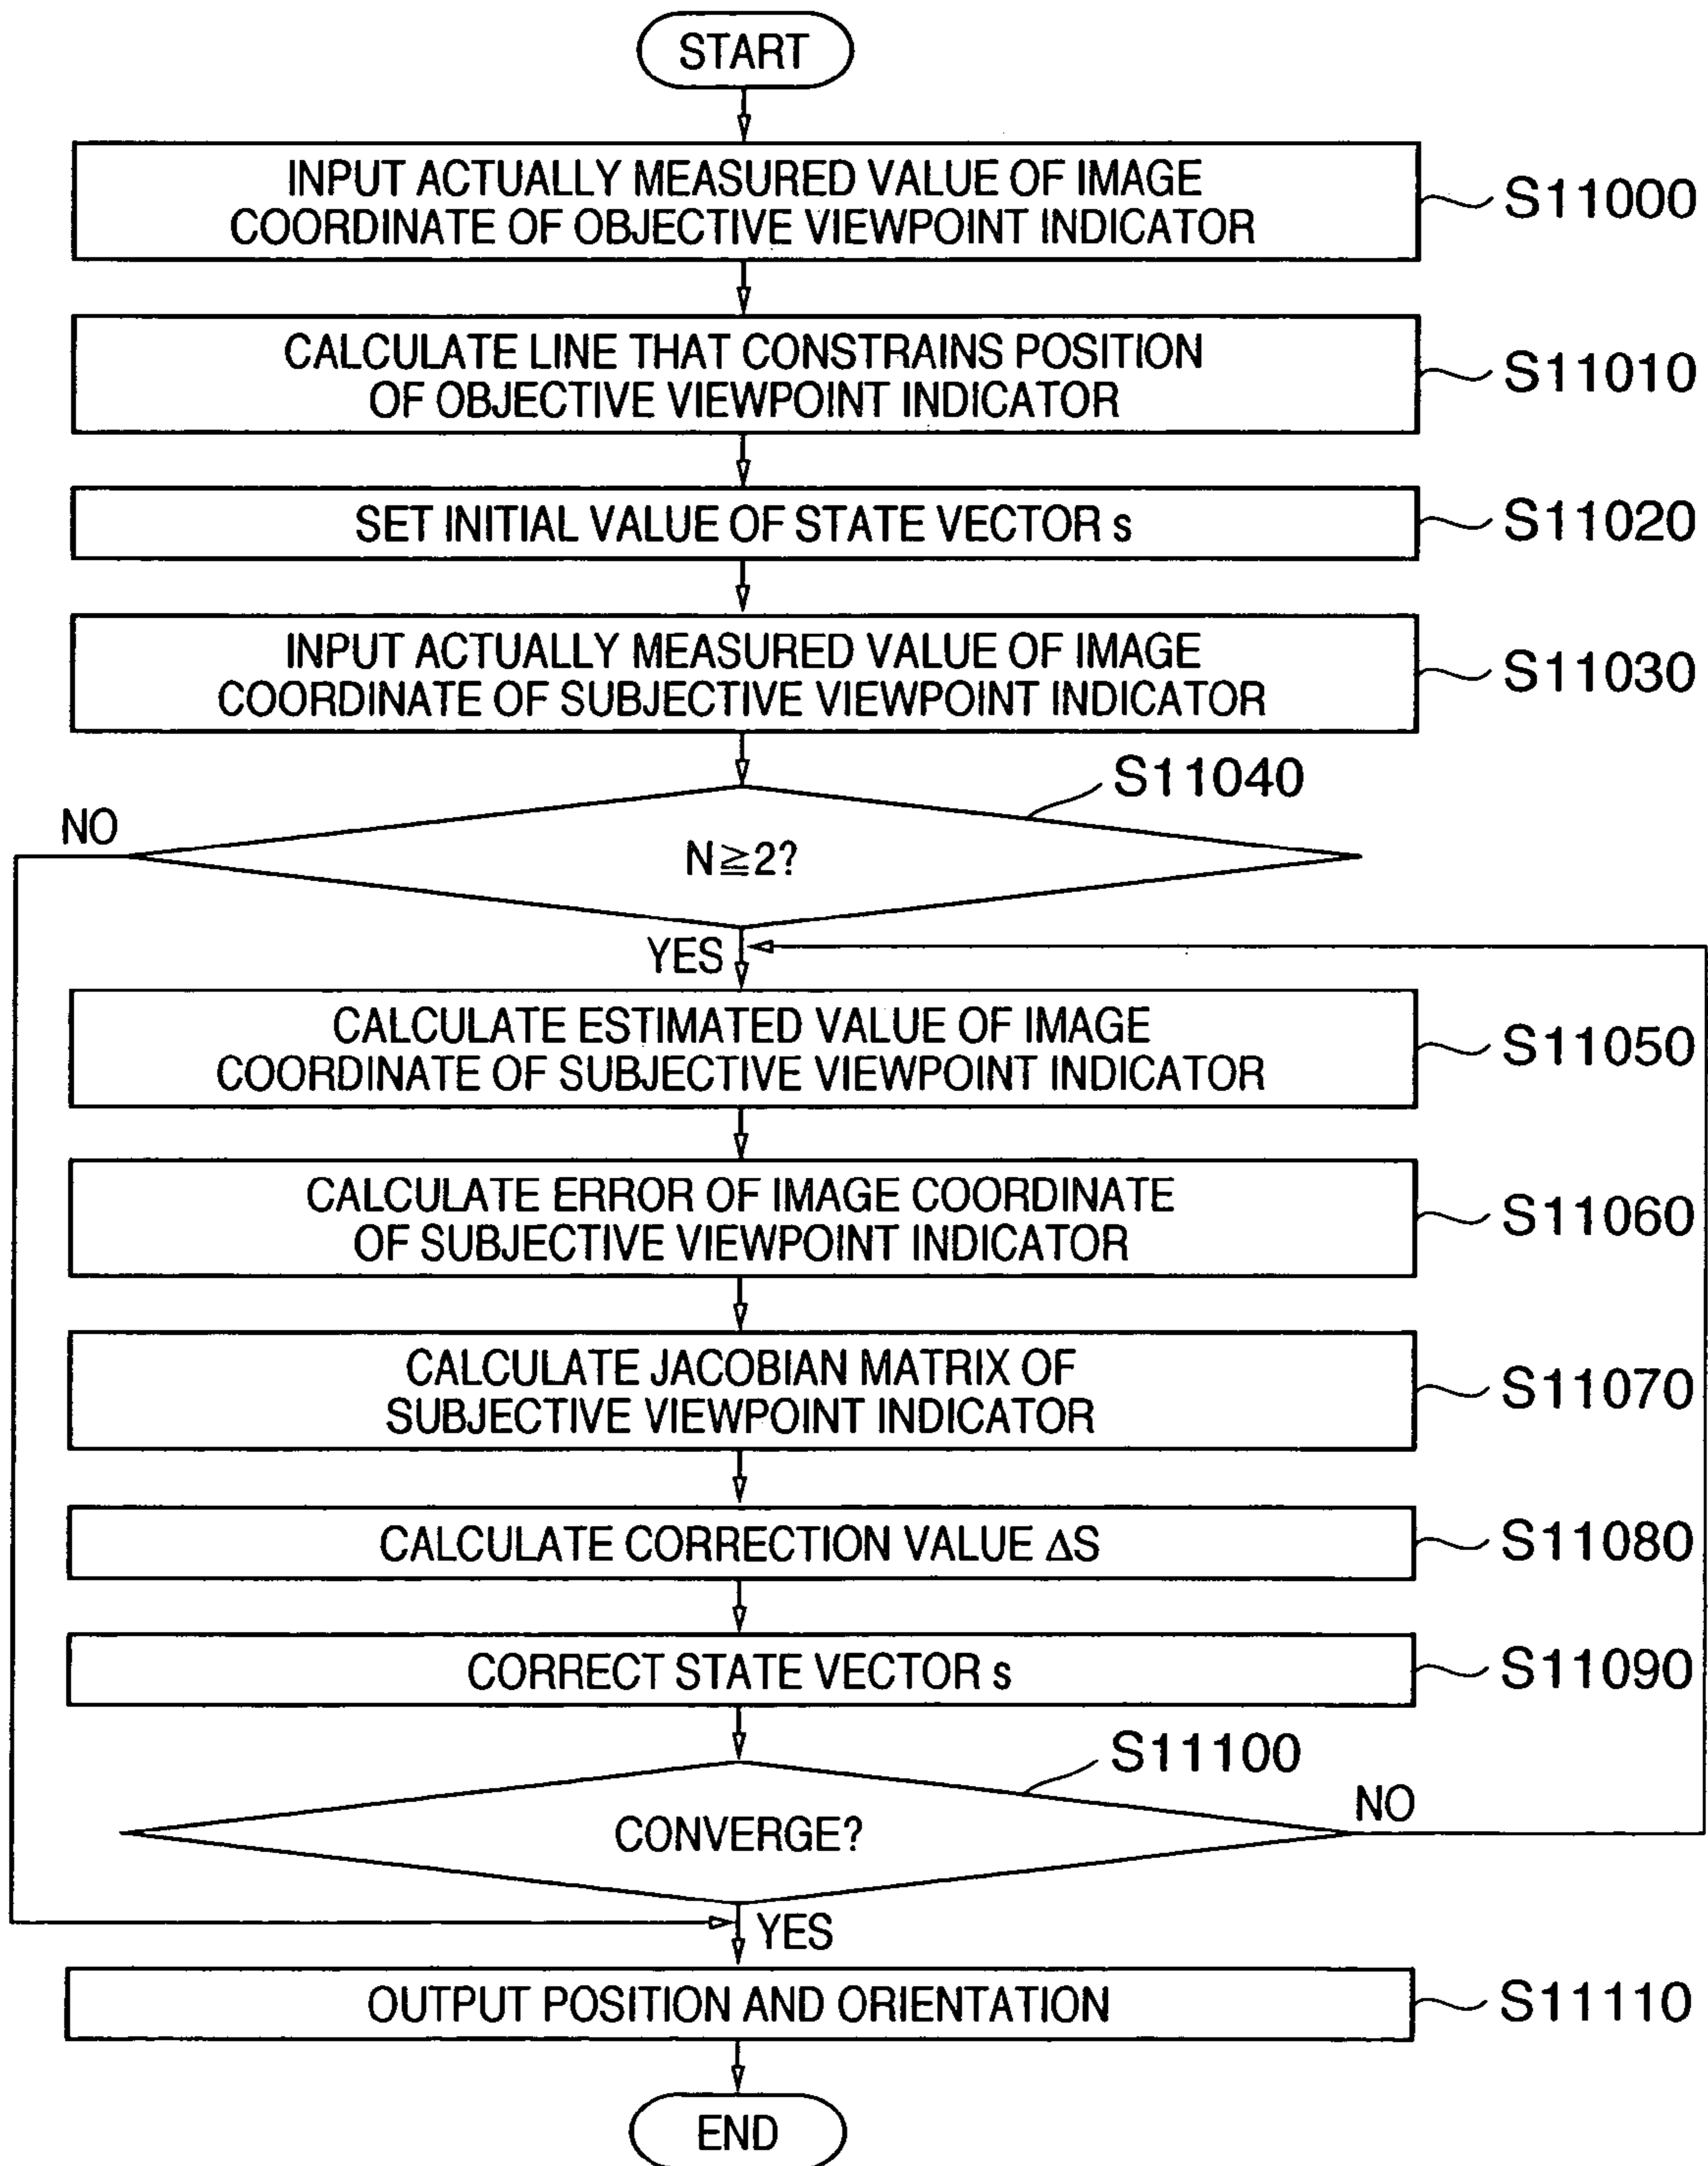 START
INPUT ACTUALLY MEASURED VALUE OF IMAGE
COORDINATE OF OBJECTIVE VIEWPOINT INDICATOR
S11000
CALCULATE LINE THAT CONSTRAINS POSITION
OF OBJECTIVE VIEWPOINT INDICATOR
S11010
SET INITIAL VALUE OF STATE VECTOR s
S11020
INPUT ACTUALLY MEASURED VALUE OF IMAGE
COORDINATE OF SUBJECTIVE VIEWPOINT INDICATOR
S11030
S11040
NO
N≧2?
YES
CALCULATE ESTIMATED VALUE OF IMAGE
COORDINATE OF SUBJECTIVE VIEWPOINT INDICATOR
S11050
CALCULATE ERROR OF IMAGE COORDINATE
OF SUBJECTIVE VIEWPOINT INDICATOR
S11060
CALCULATE JACOBIAN MATRIX OF
SUBJECTIVE VIEWPOINT INDICATOR
S11070
CALCULATE CORRECTION VALUE ΔS
S11080
CORRECT STATE VECTOR s
S11090
S11100
NO
CONVERGE?
YES
OUTPUT POSITION AND ORIENTATION
S11110
END